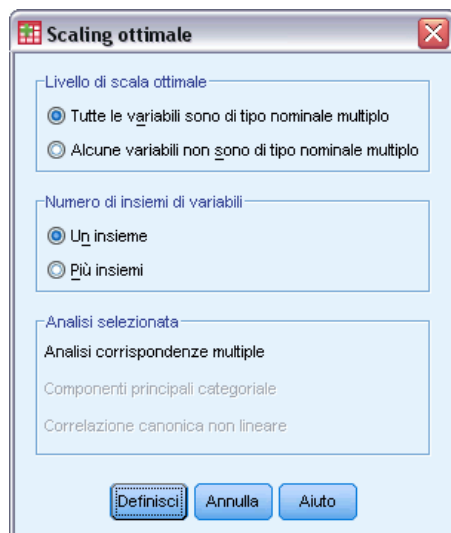 Scaling ottimale
Livello di scala ottimale
Tutte le variabili sono di tipo nominale multiplo
Alcune variabili non sono di tipo nominale multiplo
Numero di insiemi di variabili
Un insieme
Più insiemi
Analisi selezionata
Analisi corrispondenze multiple
Componenti principali categoriale
Correlazione canonica non lineare
Definisci Annulla Aiuto